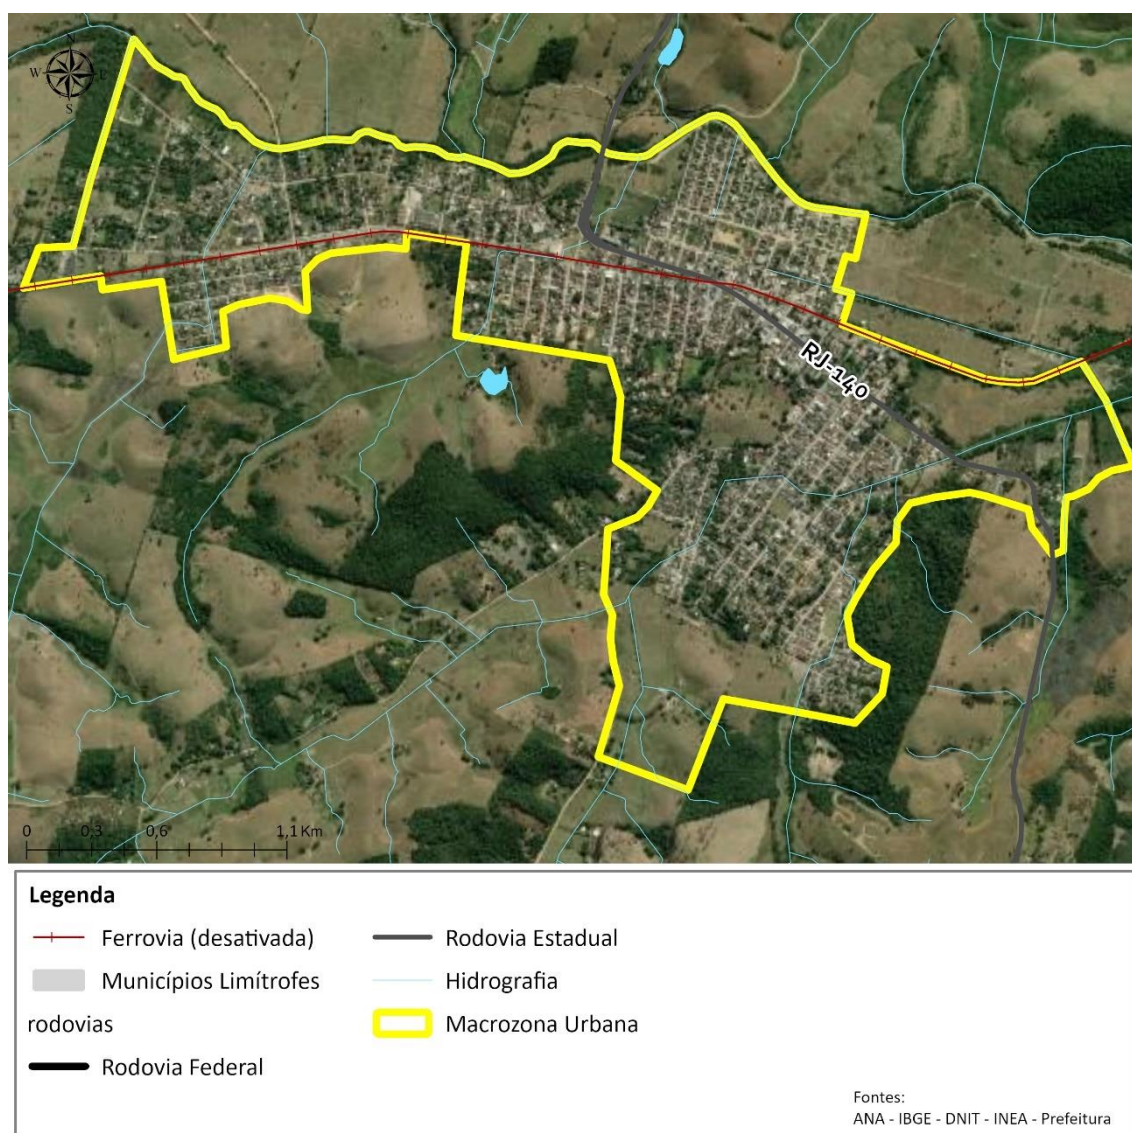 N
W E
S
RJ-140
0 0,3 0,6 1,1 Km
Legenda
Ferrovia (desativada)
Municípios Limítrofes
rodovias
Rodovia Federal
Rodovia Estadual
Hidrografia
Macrozona Urbana
Fontes:
ANA - IBGE - DNIT - INEA - Prefeitura